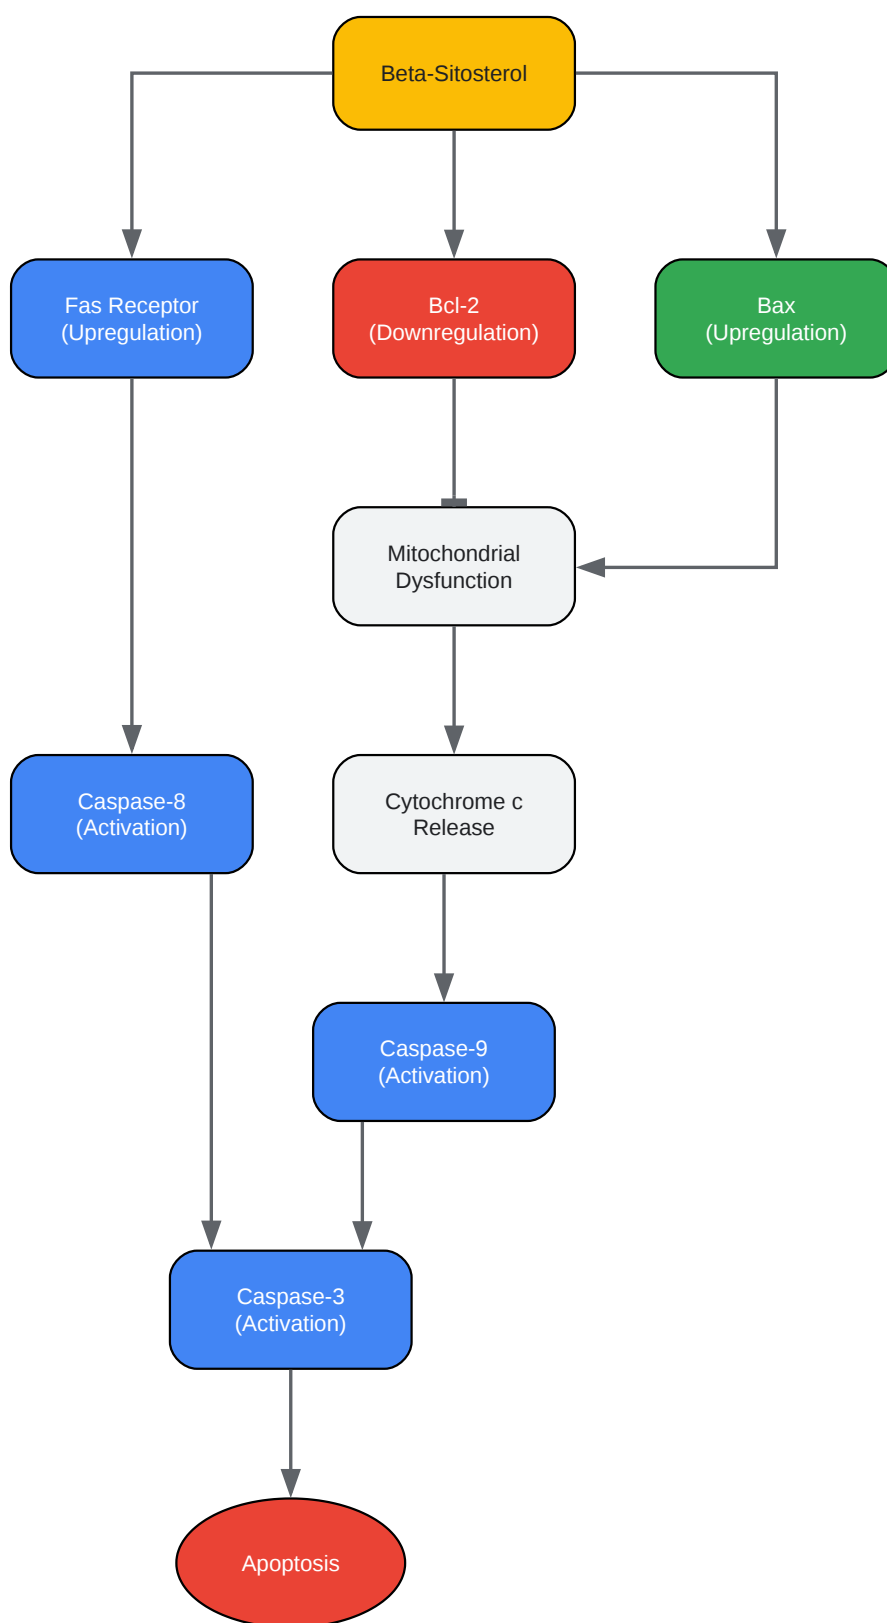 Beta-Sitosterol
Fas Receptor
(Upregulation)
Bcl-2
(Downregulation)
Bax
(Upregulation)
Mitochondrial
Dysfunction
Caspase-8
(Activation)
Cytochrome c
Release
Caspase-9
(Activation)
Caspase-3
(Activation)
Apoptosis